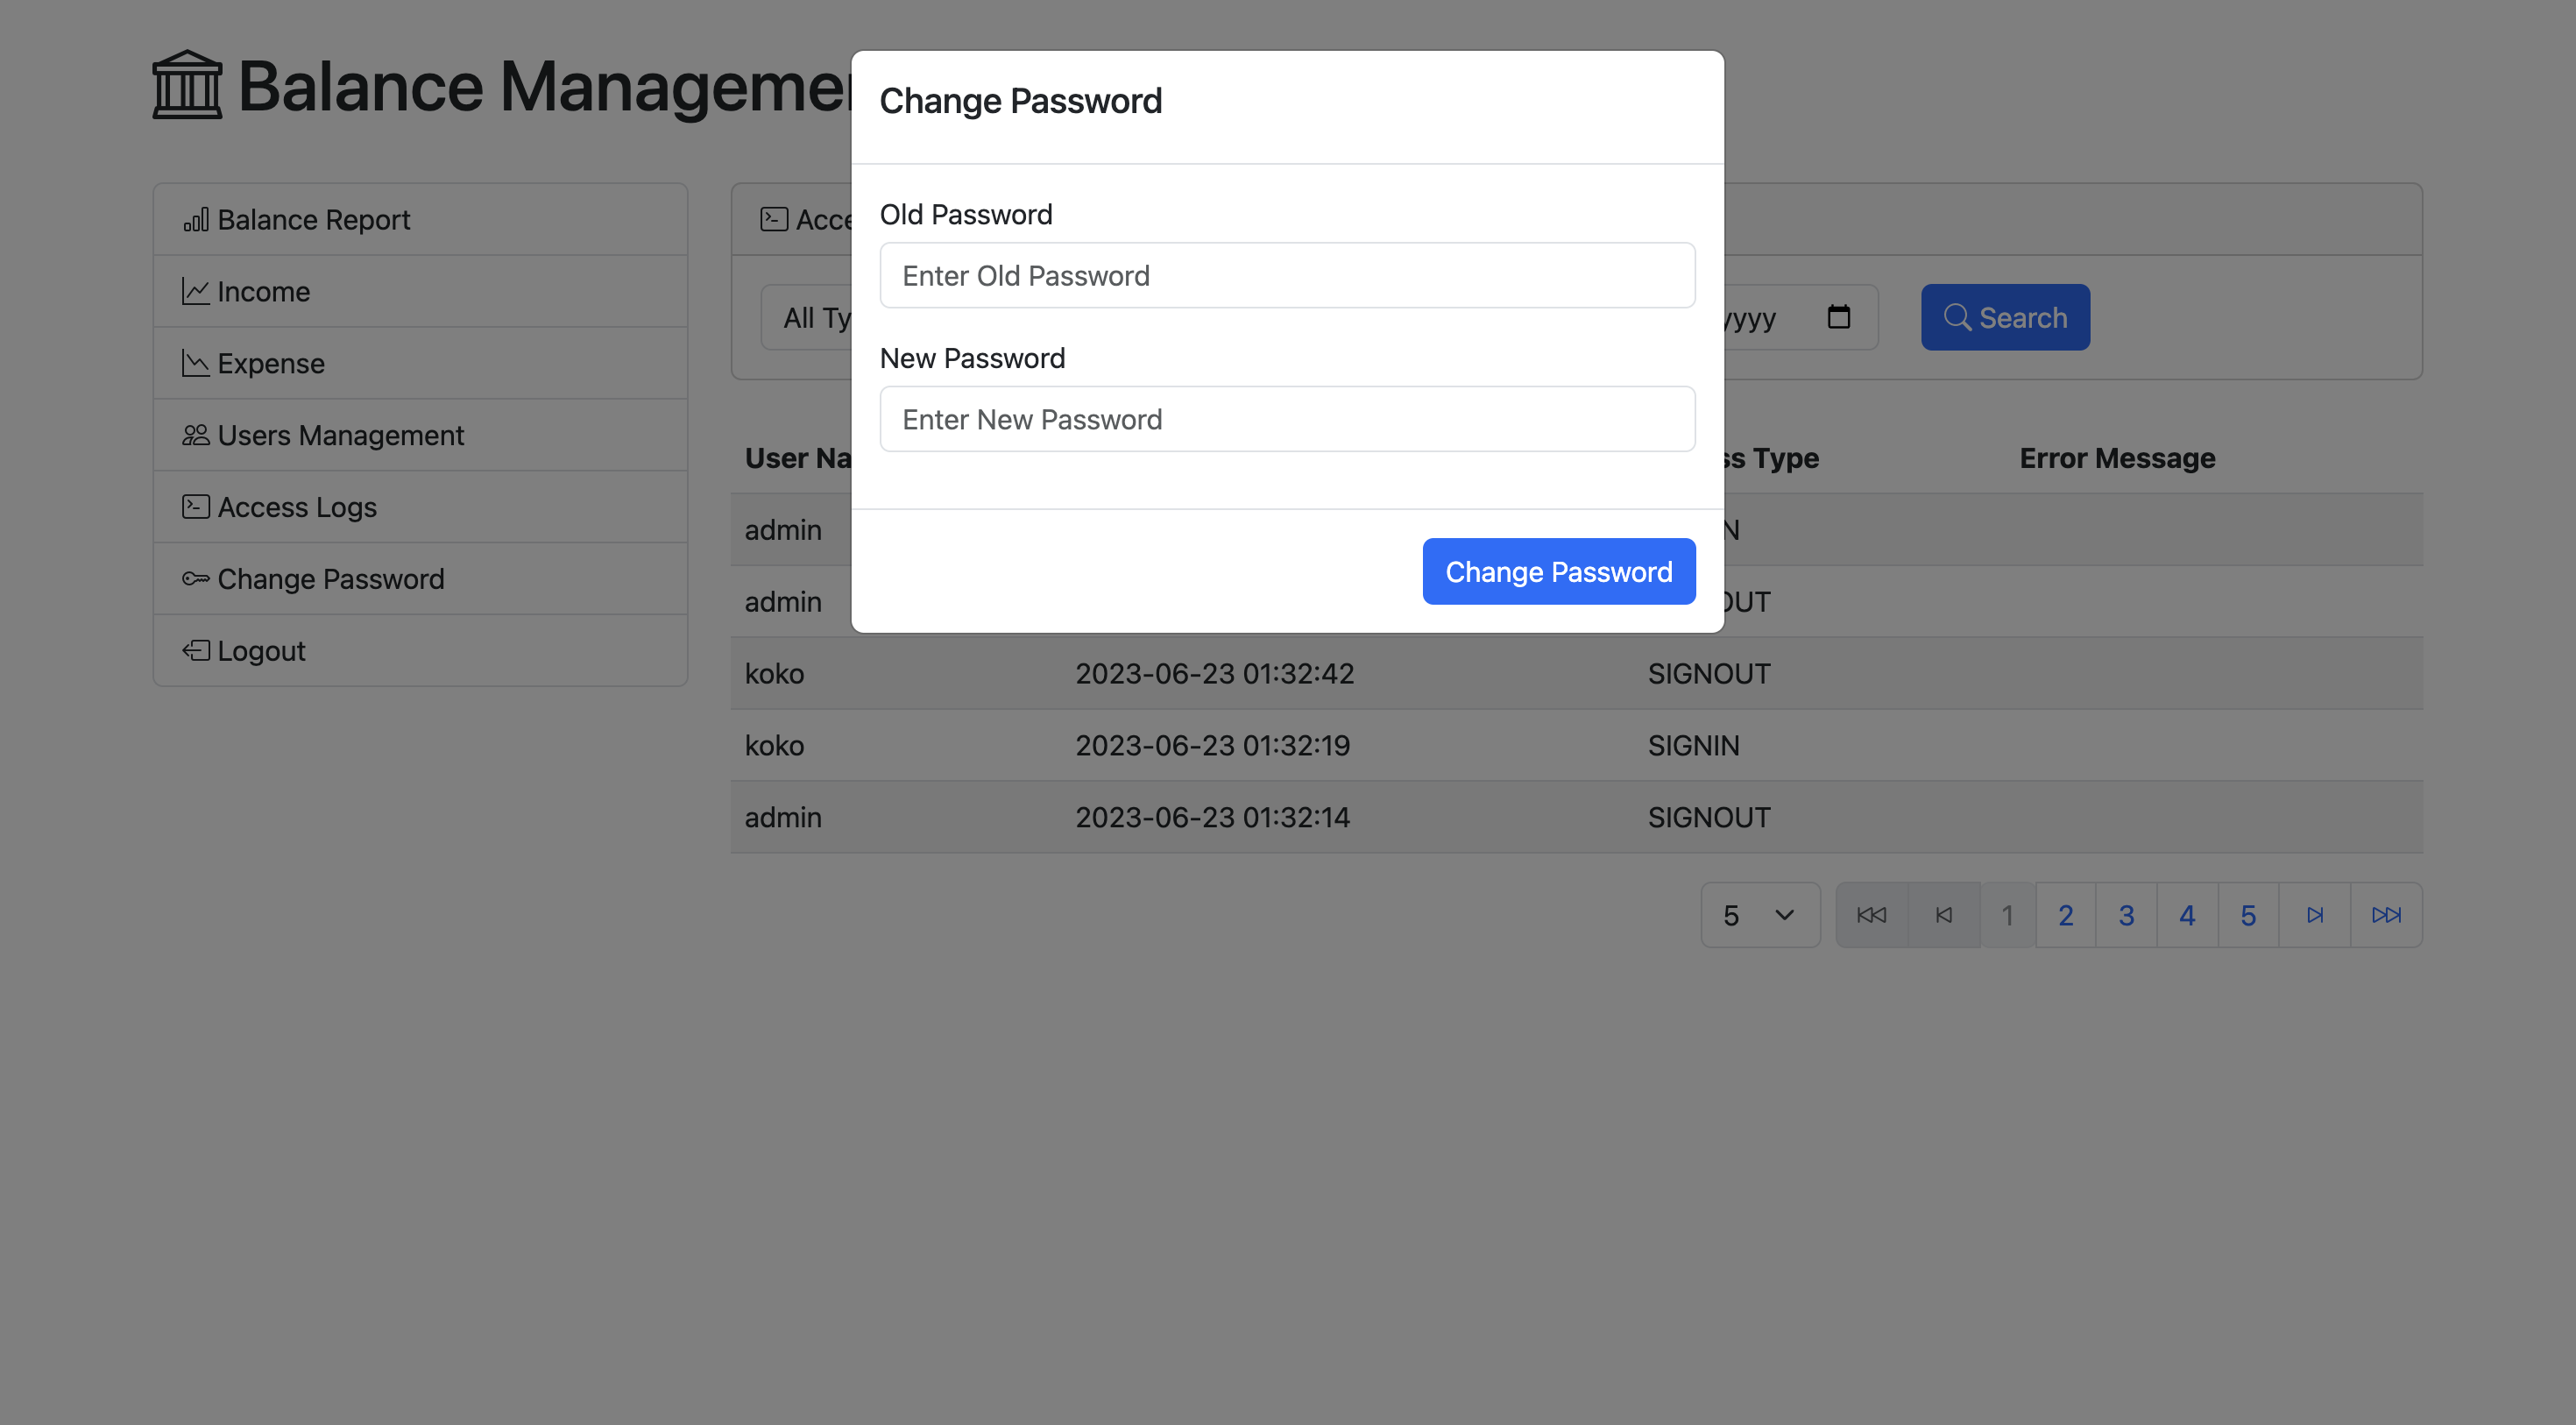 Balance Managemen
Change Password
Old Password
Enter Old Password
New Password
Enter New Password
Change Password
Balance Report
Income
Expense
Users Management
Access Logs
Change Password
Logout
Acce
All Ty
yyyy
Search
User Na
ss Type
Error Message
admin
N
admin
OUT
koko 2023-06-23 01:32:42 SIGNOUT
koko 2023-06-23 01:32:19 SIGNIN
admin 2023-06-23 01:32:14 SIGNOUT
5 1 2 3 4 5